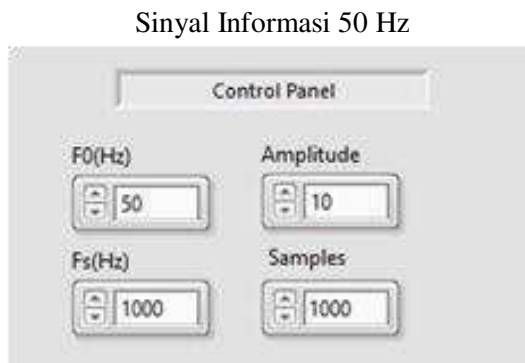 Sinyal Informasi 50 Hz
Control Panel
F0(Hz) Amplitude
50 10
Fs(Hz) Samples
1000 1000